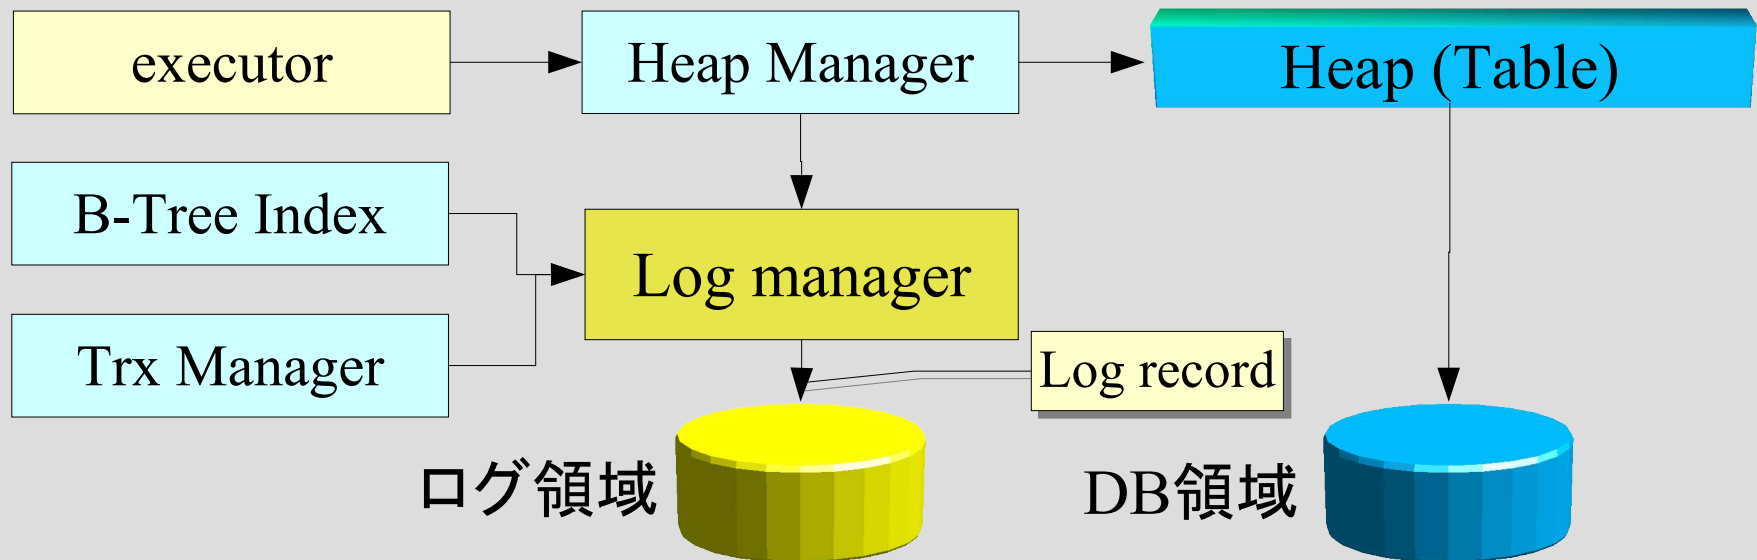 executor
Heap Manager
Heap (Table)
B-Tree Index
Log manager
Trx Manager
Log record
ログ領域
DB領域